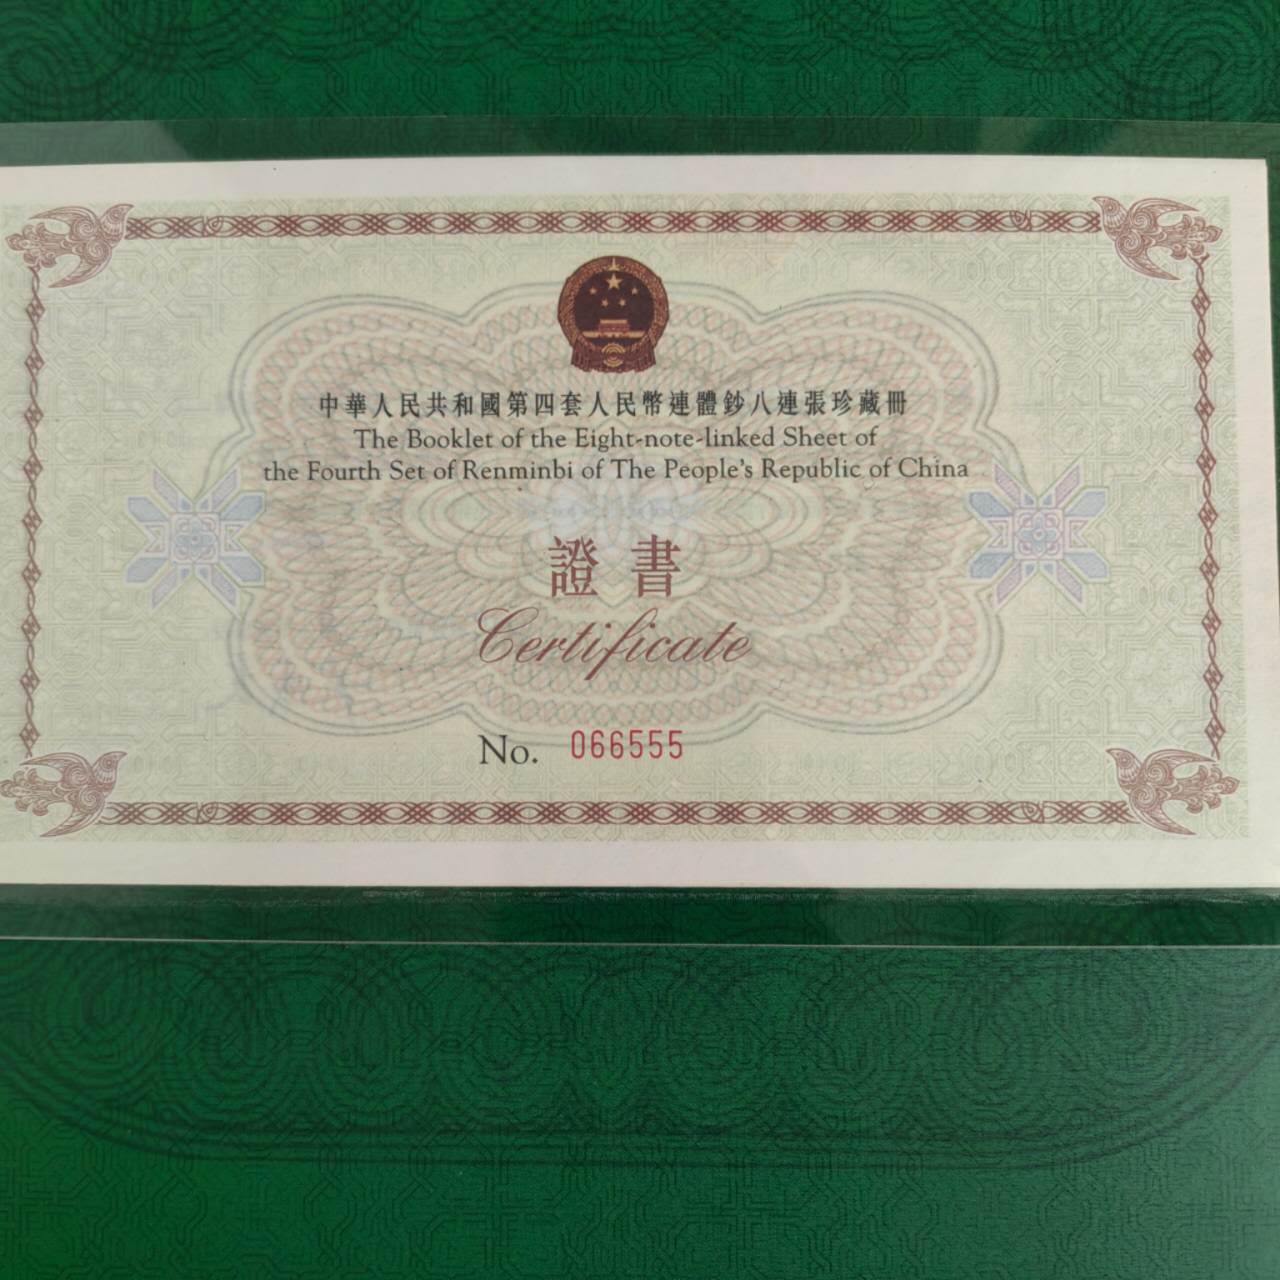 中華人民共和國第四套人民幣連體鈔八連張珍藏冊
The Booklet of the Eight-note-linked Sheet of
the Fourth Set of Renminbi of The People's Republic of China
證書
Certificate
No. 066555